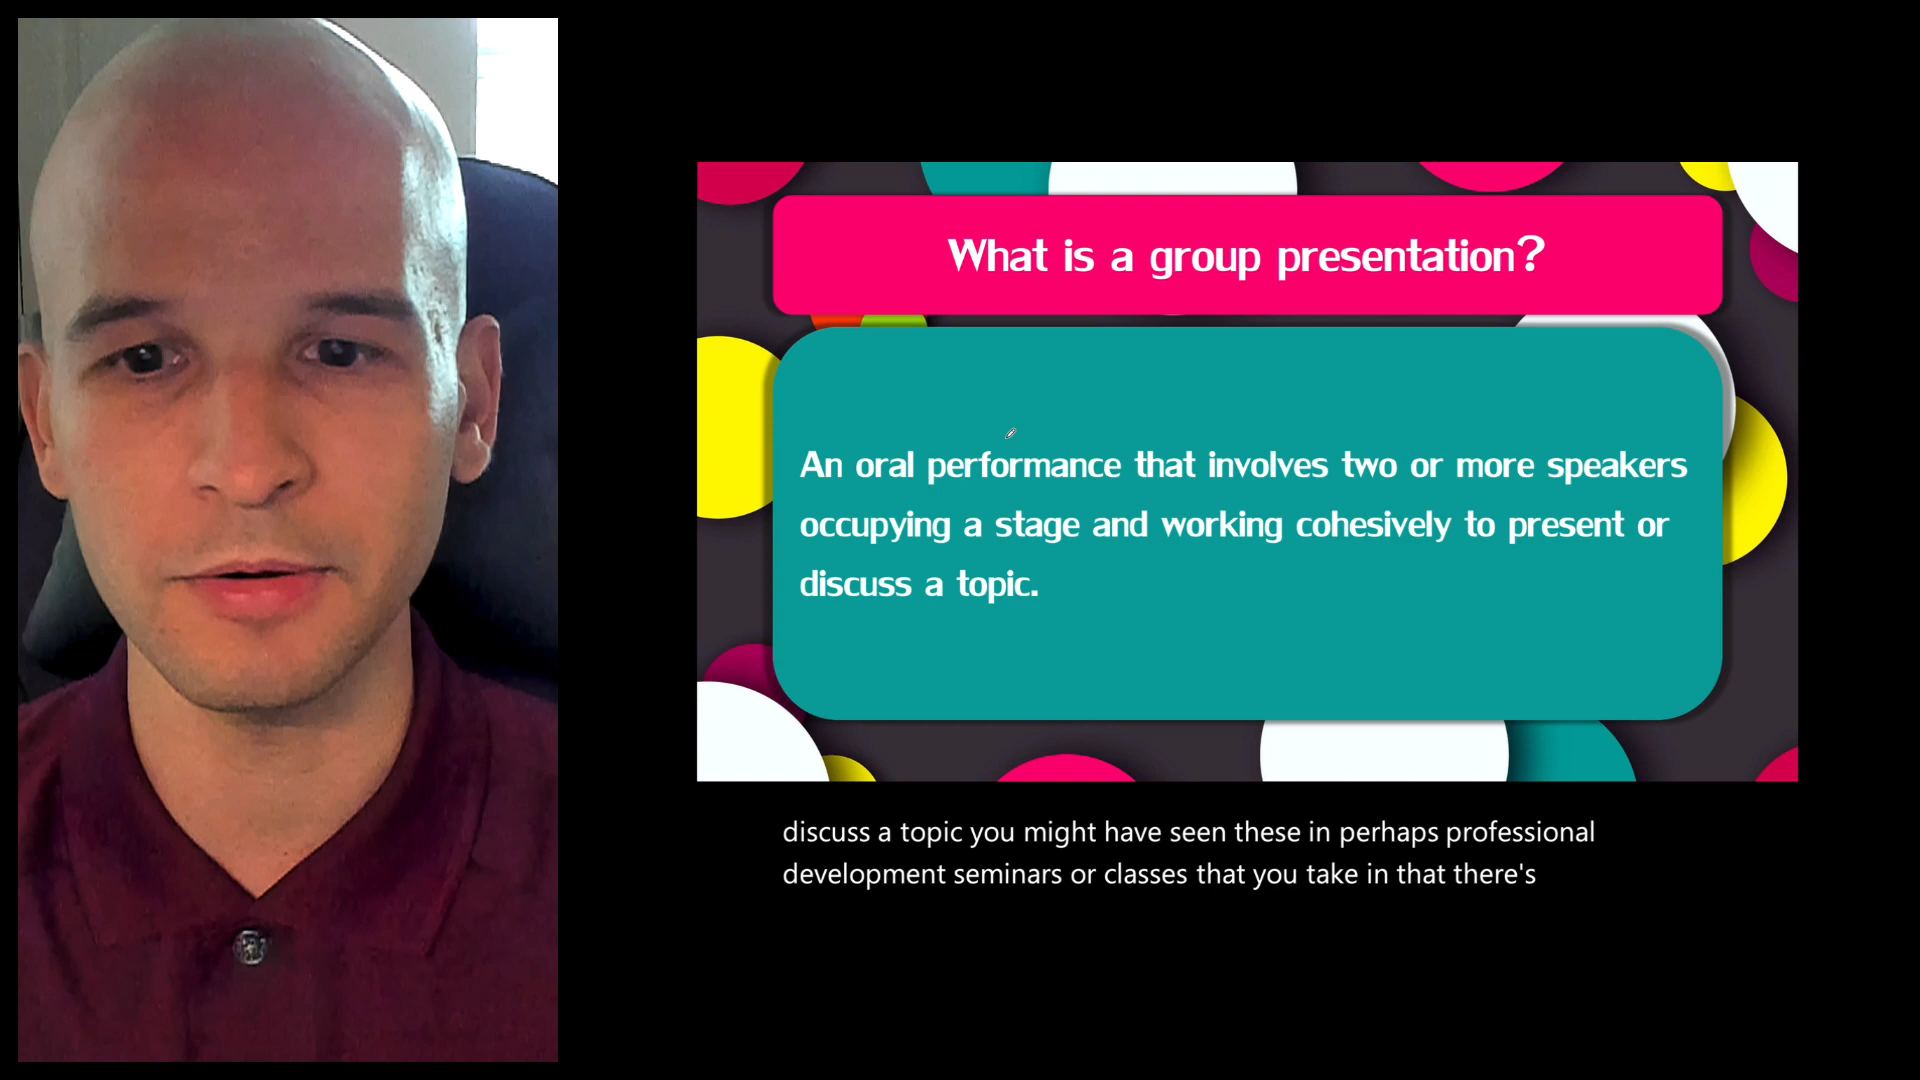 What is a group presentation?
An oral performance that involves two or more speakers
occupying a stage and working cohesively to present or
discuss a topic.
discuss a topic you might have seen these in perhaps professional
development seminars or classes that you take in that there's